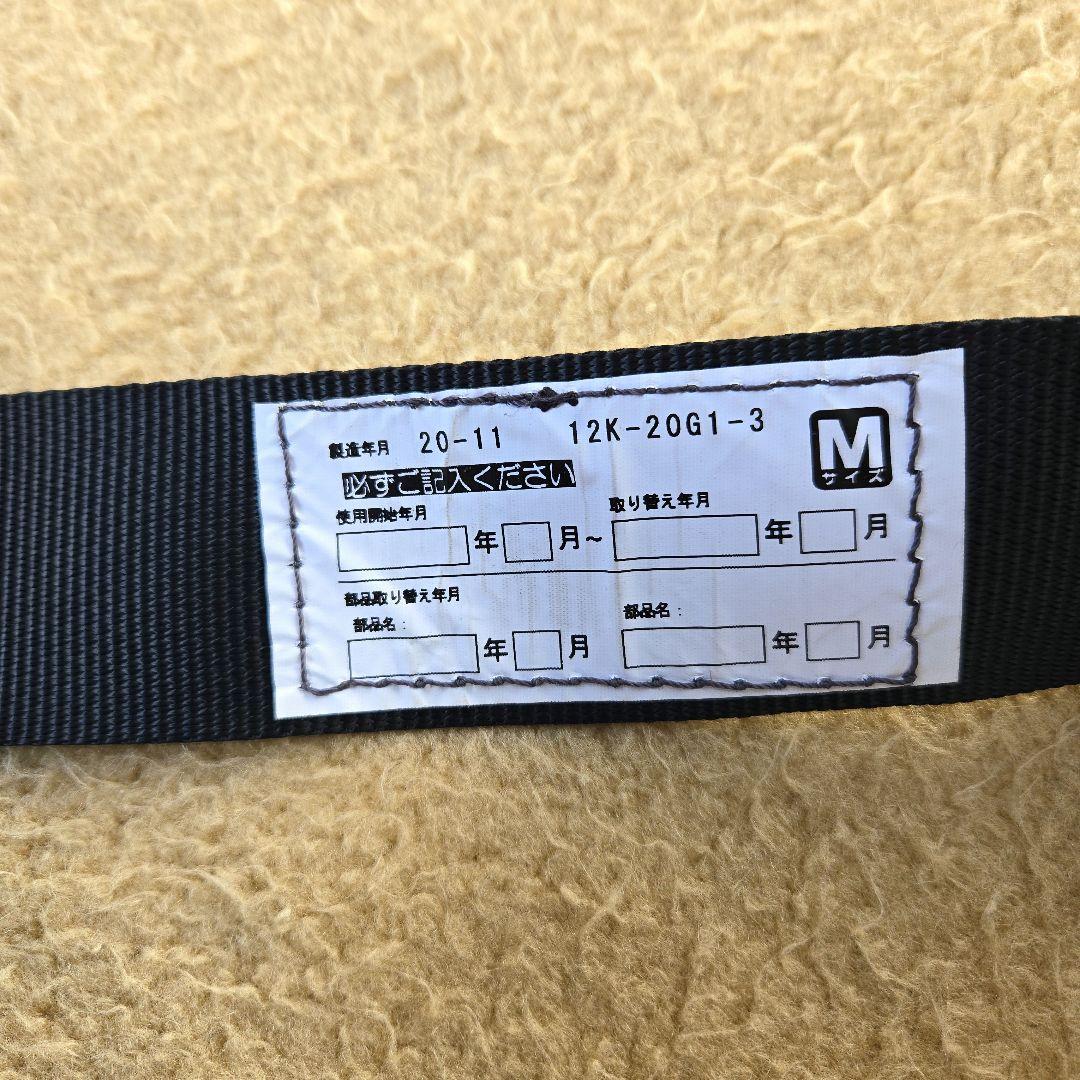 製造年月 20-11 12K-20G1-3
M
サイズ
必ずご記入ください
使用開始年月 取り替え年月
年 月～ 年 月
部品取り替え年月
部品名： 部品名：
年 月 年 月